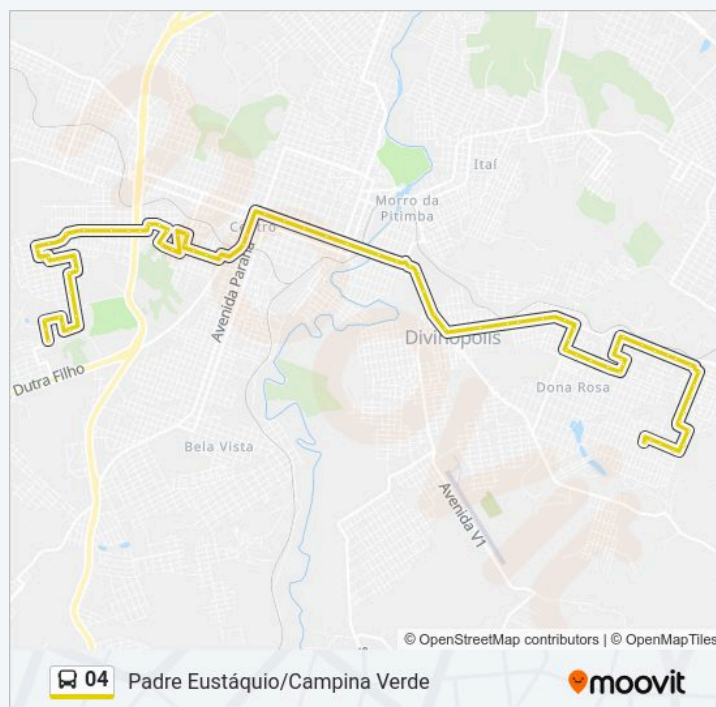 Itaí
Morro da
Pitimba
Centro
Avenida Paraná
Divinópolis
Dona Rosa
Dutra Filho
Bela Vista
Avenida V1
© OpenStreetMap contributors | © OpenMapTiles
04 Padre Eustáquio/Campina Verde
moovit